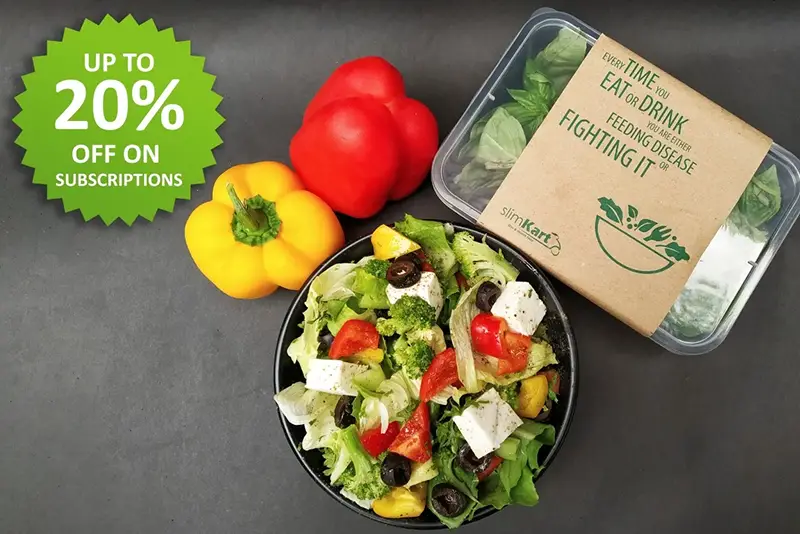 UP TO
20%
OFF ON
SUBSCRIPTIONS
EVERY TIME YOU
EAT OR DRINK
YOU ARE EITHER
FEEDING DISEASE
OR
FIGHTING IT
slimKart